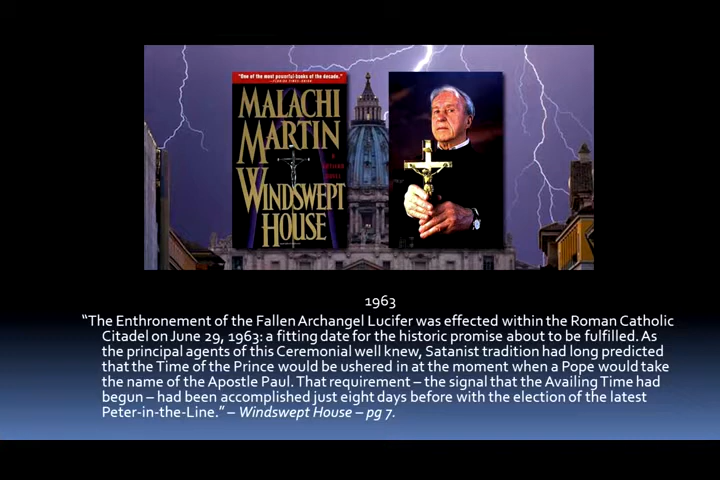 "One of the most powerful books of the decade."
MALACHI
MARTIN
A
NOVEL
WINDSWEPT
HOUSE
1963
“The Enthronement of the Fallen Archangel Lucifer was effected within the Roman Catholic
Citadel on June 29, 1963: a fitting date for the historic promise about to be fulfilled. As
the principal agents of this Ceremonial well knew, Satanist tradition had long predicted
that the Time of the Prince would be ushered in at the moment when a Pope would take
the name of the Apostle Paul. That requirement – the signal that the Availing Time had
begun – had been accomplished just eight days before with the election of the latest
Peter-in-the-Line.” – Windswept House – pg 7.